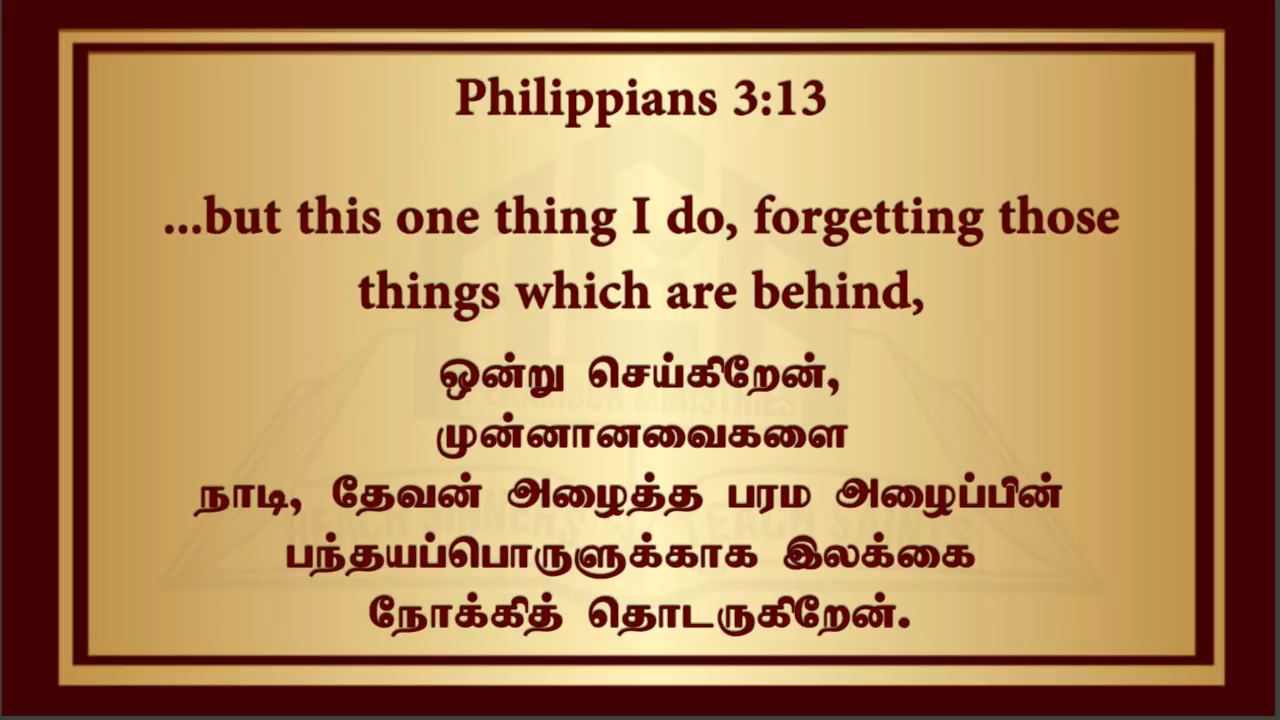 Philippians 3:13
...but this one thing I do, forgetting those
things which are behind,
ஒன்று செய்கிறேன்,
முன்னானவைகளை
நாடி, தேவன் அழைத்த பரம அழைப்பின்
பந்தயப்பொருளுக்காக இலக்கை
நோக்கித் தொடருகிறேன்.